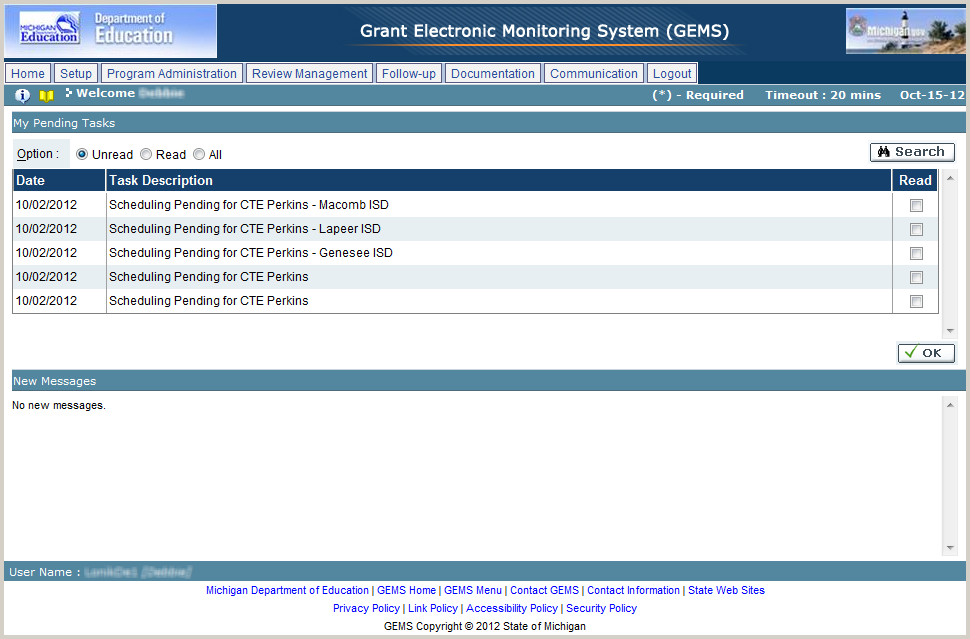 MICHIGAN Education Department of Education
Grant Electronic Monitoring System (GEMS)
Michigan.gov
Home Setup Program Administration Review Management Follow-up Documentation Communication Logout
Welcome
(*) - Required Timeout : 20 mins Oct-15-12
My Pending Tasks
Option : Unread Read All Search
Date Task Description Read
10/02/2012 Scheduling Pending for CTE Perkins - Macomb ISD
10/02/2012 Scheduling Pending for CTE Perkins - Lapeer ISD
10/02/2012 Scheduling Pending for CTE Perkins - Genesee ISD
10/02/2012 Scheduling Pending for CTE Perkins
10/02/2012 Scheduling Pending for CTE Perkins
OK
New Messages
No new messages.
User Name :
Michigan Department of Education | GEMS Home | GEMS Menu | Contact GEMS | Contact Information | State Web Sites
Privacy Policy | Link Policy | Accessibility Policy | Security Policy
GEMS Copyright © 2012 State of Michigan